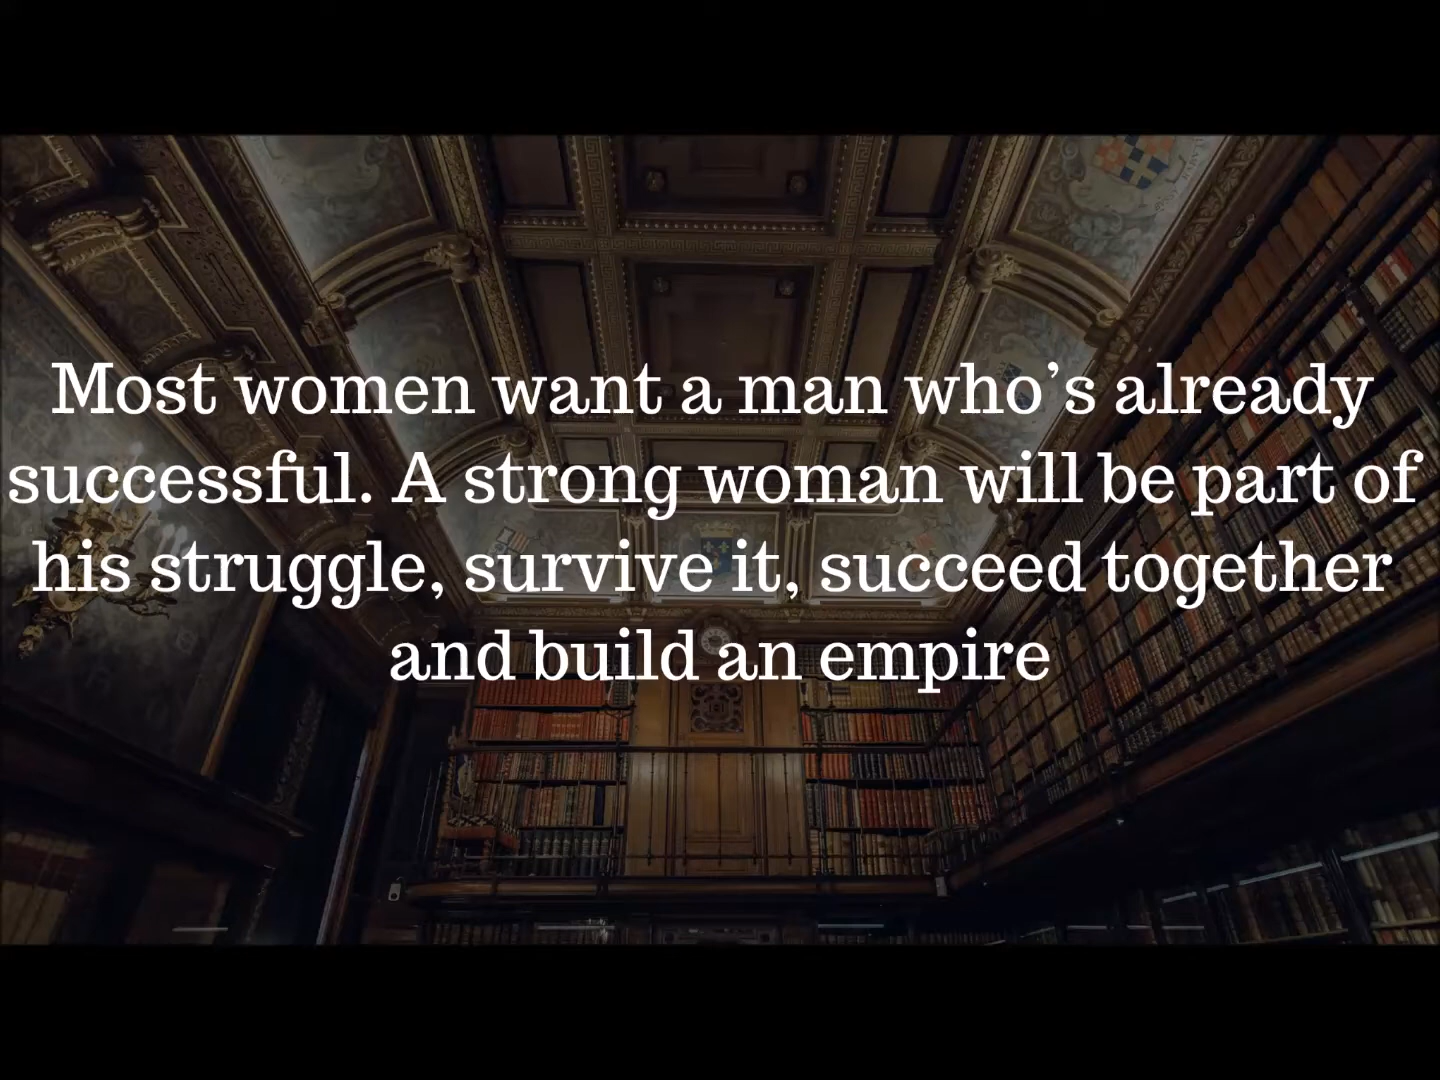 Most women want a man who’s already
successful. A strong woman will be part of
his struggle, survive it, succeed together
and build an empire